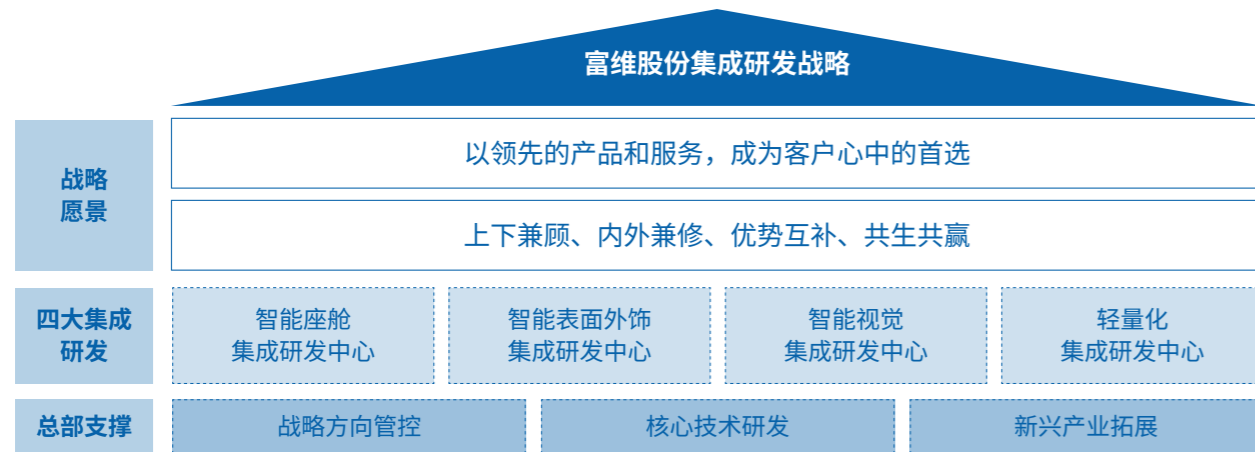 富维股份集成研发战略
战略
愿景
以领先的产品和服务，成为客户心中的首选
上下兼顾、内外兼修、优势互补、共生共赢
四大集成
研发
智能座舱
集成研发中心
智能表面外饰
集成研发中心
智能视觉
集成研发中心
轻量化
集成研发中心
总部支撑
战略方向管控
核心技术研发
新兴产业拓展